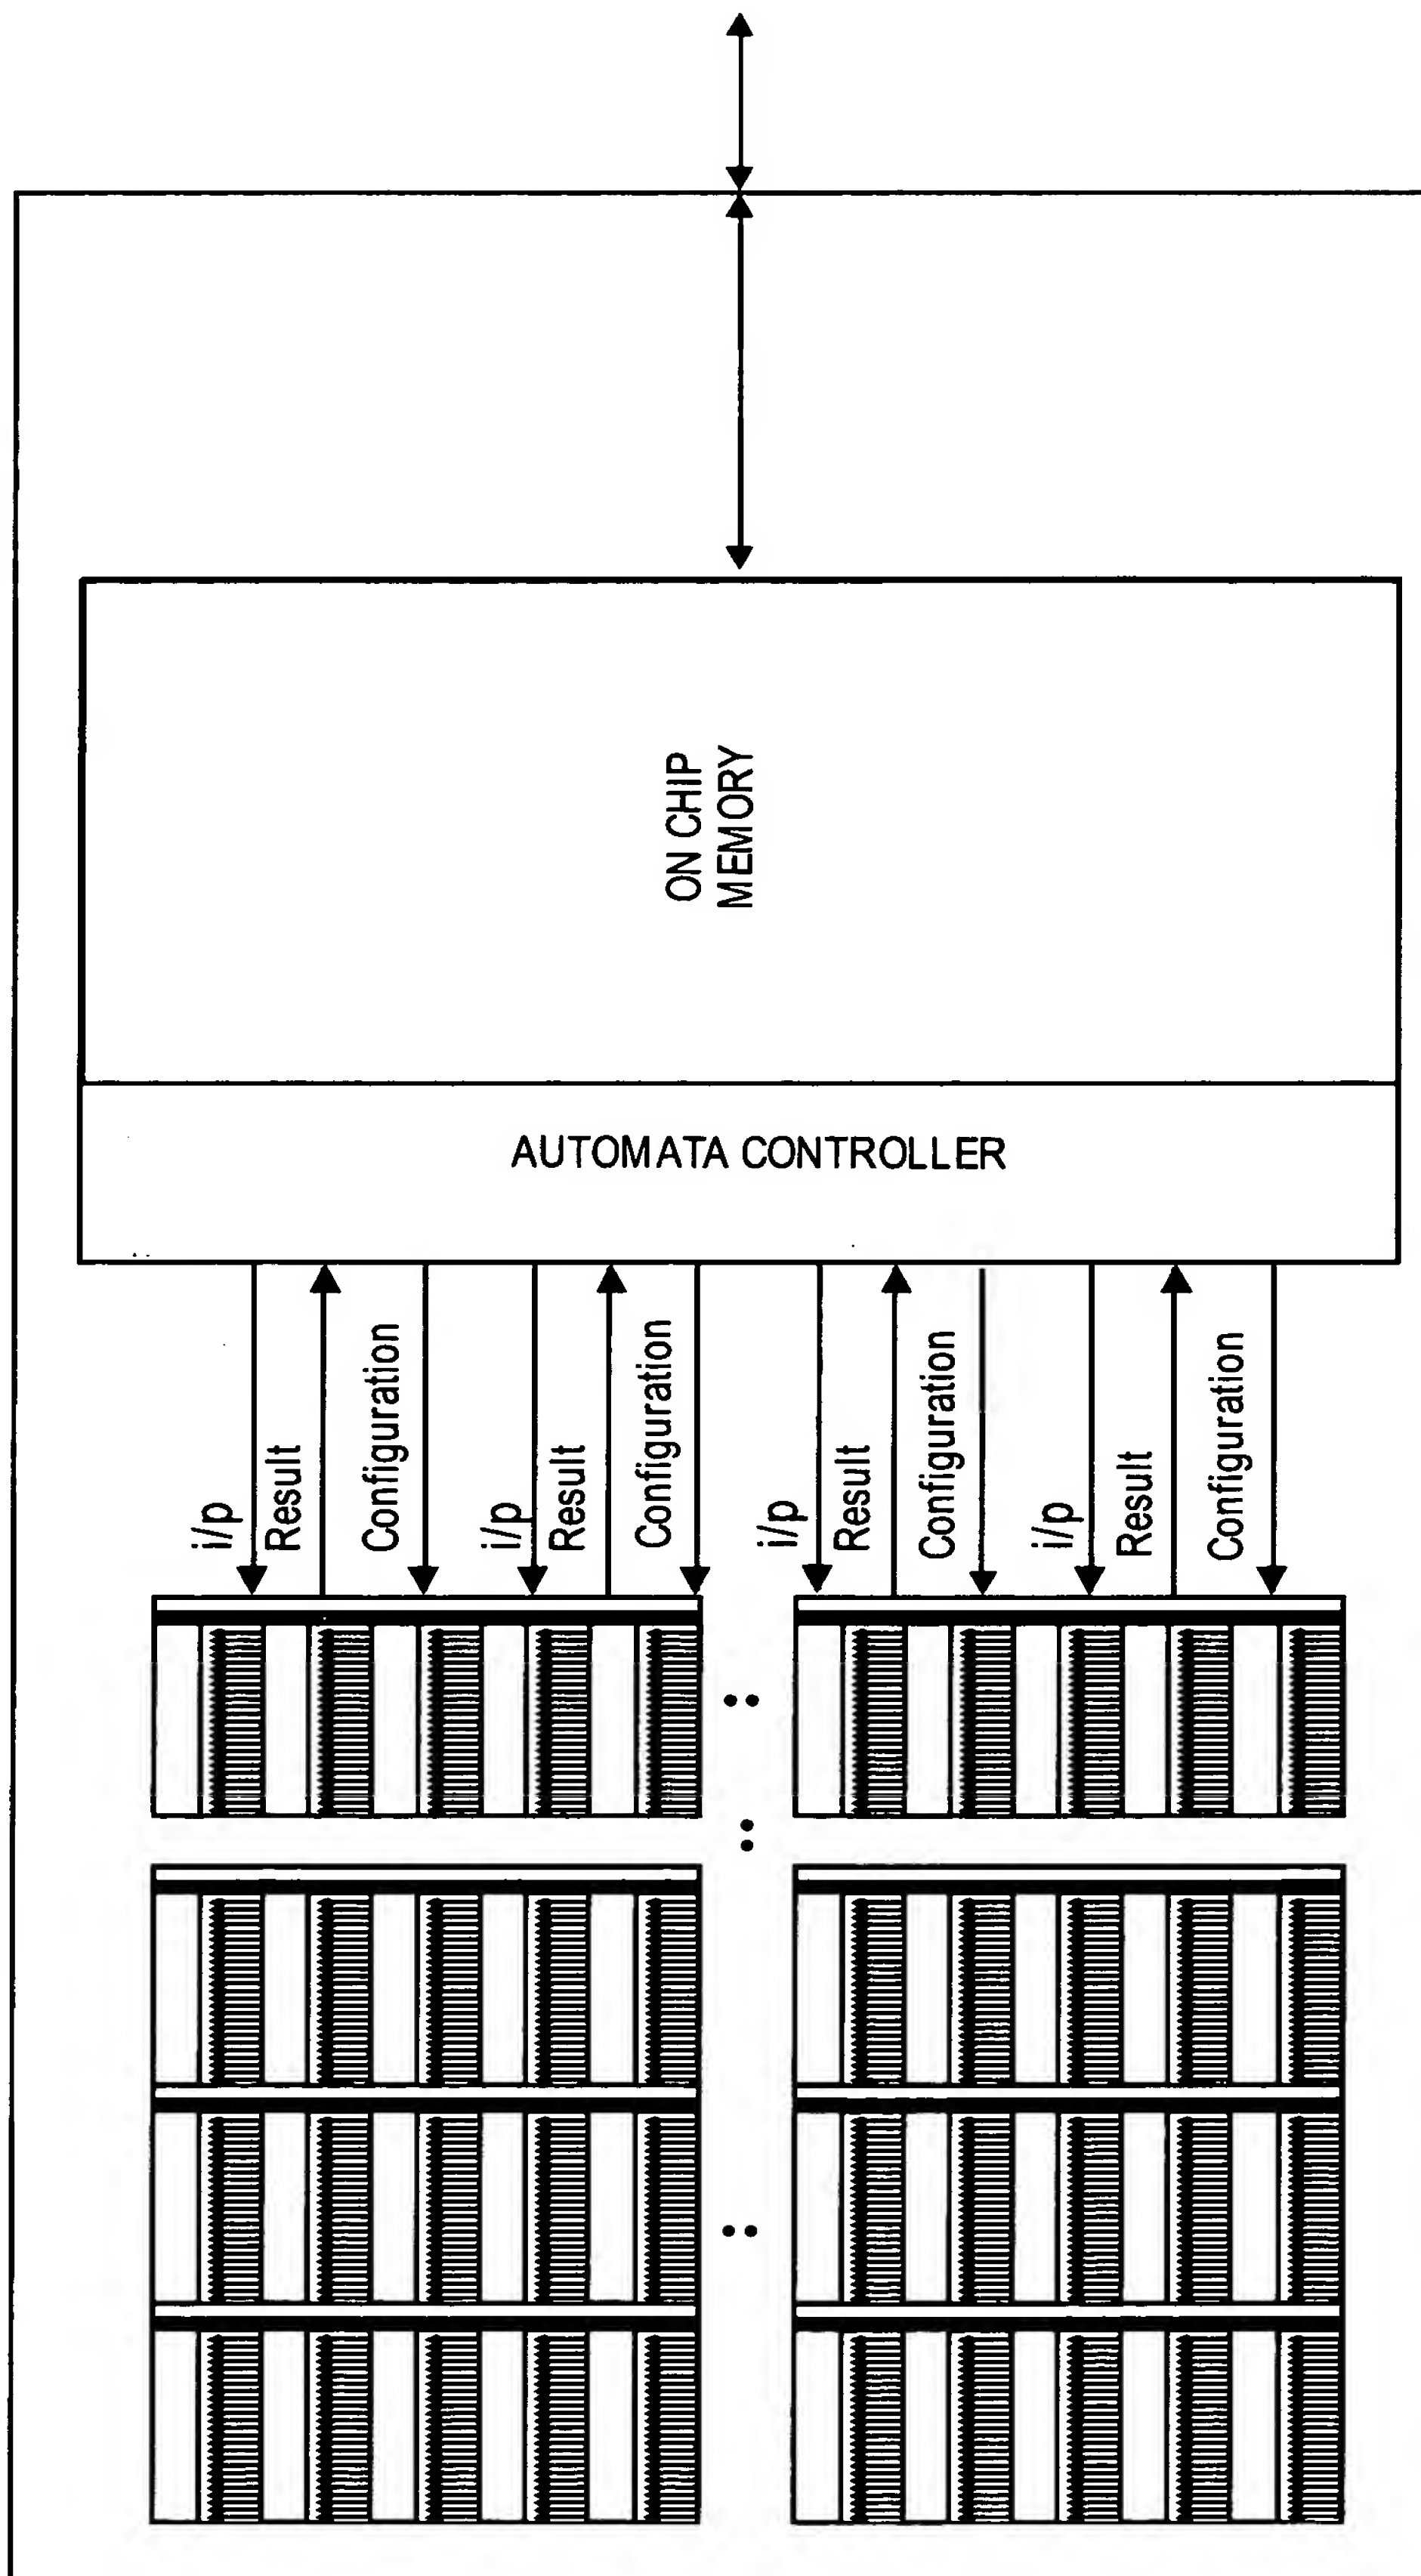 ON CHIP
MEMORY
AUTOMATA CONTROLLER
i/p
Result
Configuration
i/p
Result
Configuration
i/p
Result
Configuration
i/p
Result
Configuration